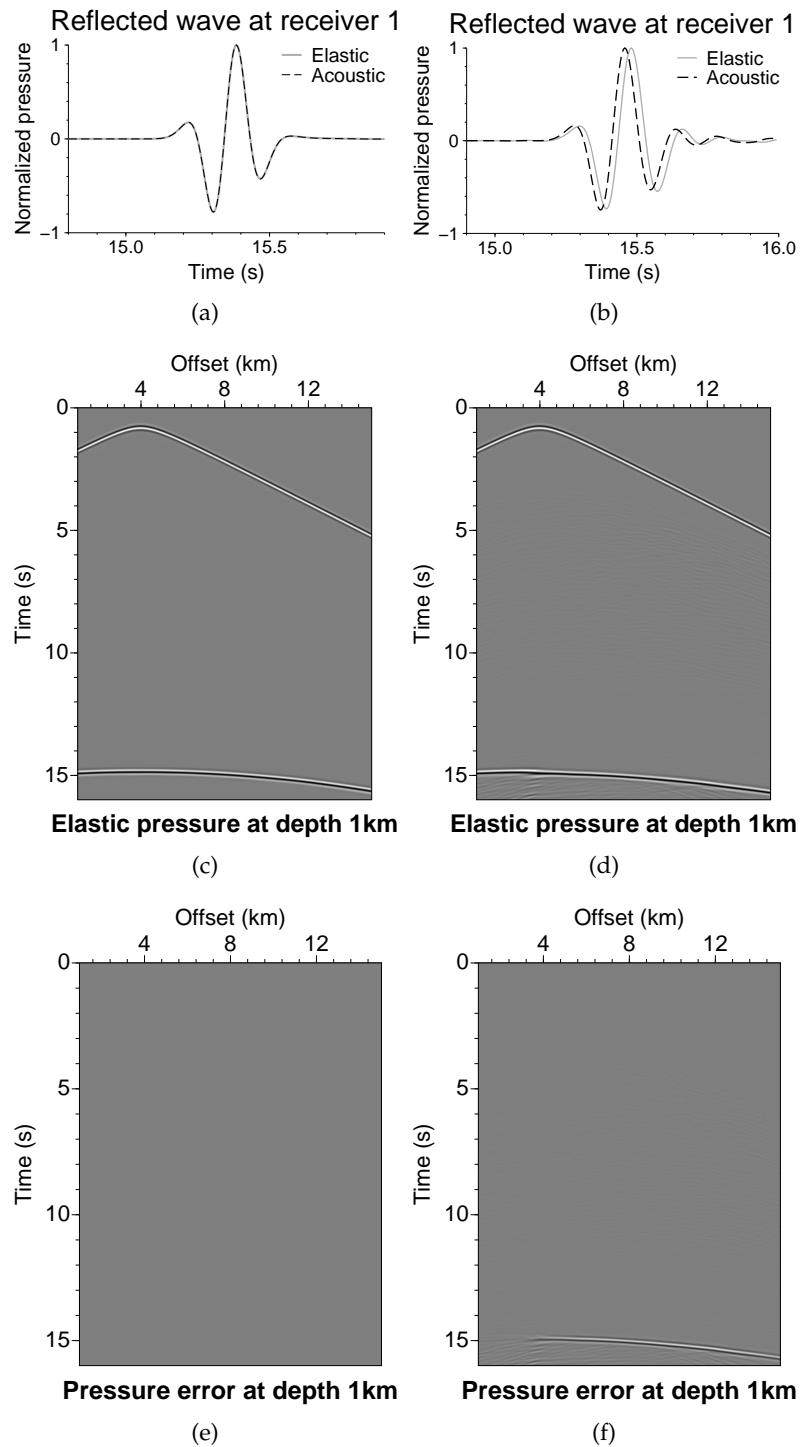 Reflected wave at receiver 1
Normalized pressure
1
0
−1
Elastic
Acoustic
15.0
15.5
Time (s)
(a)
Reflected wave at receiver 1
Normalized pressure
1
0
−1
Elastic
Acoustic
15.0
15.5
16.0
Time (s)
(b)
Offset (km)
4
8
12
Time (s)
0
5
10
15
Elastic pressure at depth 1km
(c)
Offset (km)
4
8
12
Time (s)
0
5
10
15
Elastic pressure at depth 1km
(d)
Offset (km)
4
8
12
Time (s)
0
5
10
15
Pressure error at depth 1km
(e)
Offset (km)
4
8
12
Time (s)
0
5
10
15
Pressure error at depth 1km
(f)